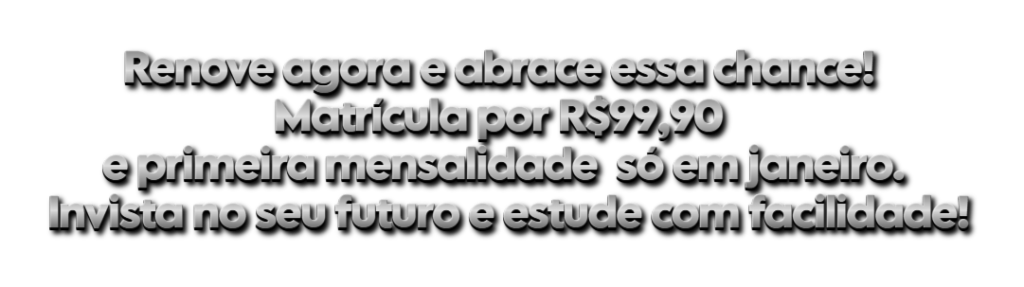 Renove agora e abrace essa chance!
Matrícula por R$99,90
e primeira mensalidade só em janeiro.
Invista no seu futuro e estude com facilidade!